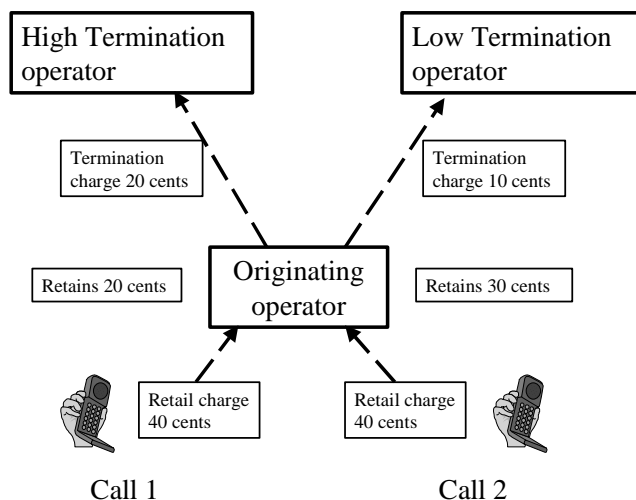 High Termination
operator
Low Termination
operator
Termination
charge 20 cents
Termination
charge 10 cents
Retains 20 cents
Originating
operator
Retains 30 cents
Retail charge
40 cents
Retail charge
40 cents
Call 1
Call 2